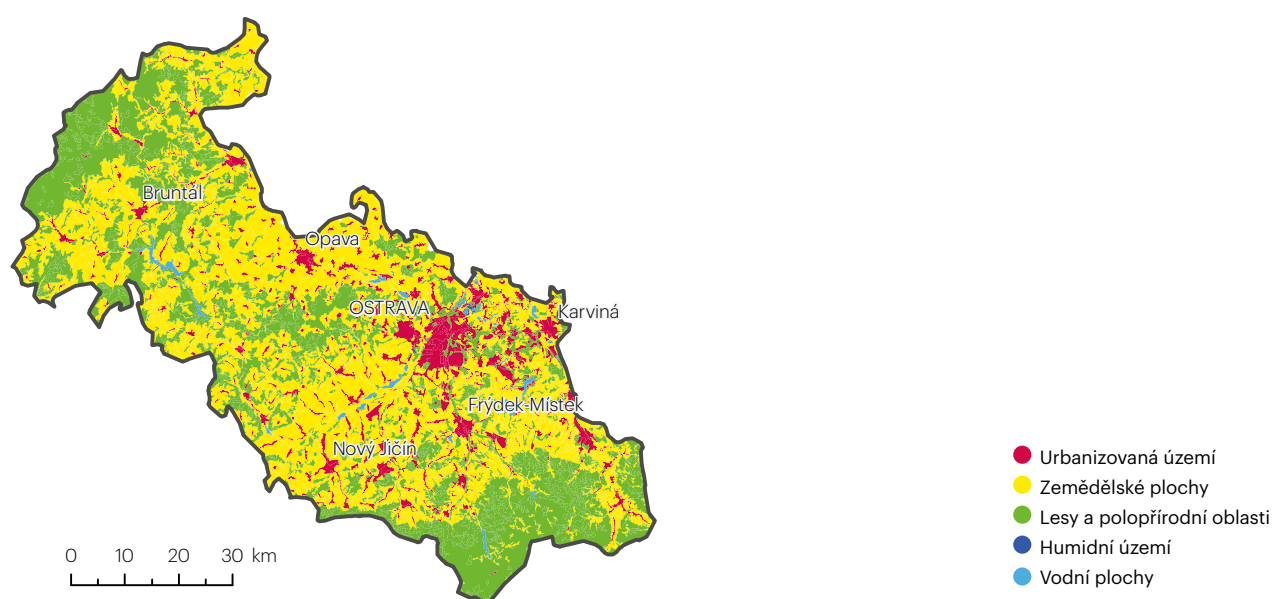 Bruntál
Opava
OSTRAVA
Karviná
Frýdek-Místek
Nový Jičín
Urbanizovaná území
Zemědělské plochy
Lesy a polopřírodní oblasti
Humidní území
Vodní plochy
0 10 20 30 km